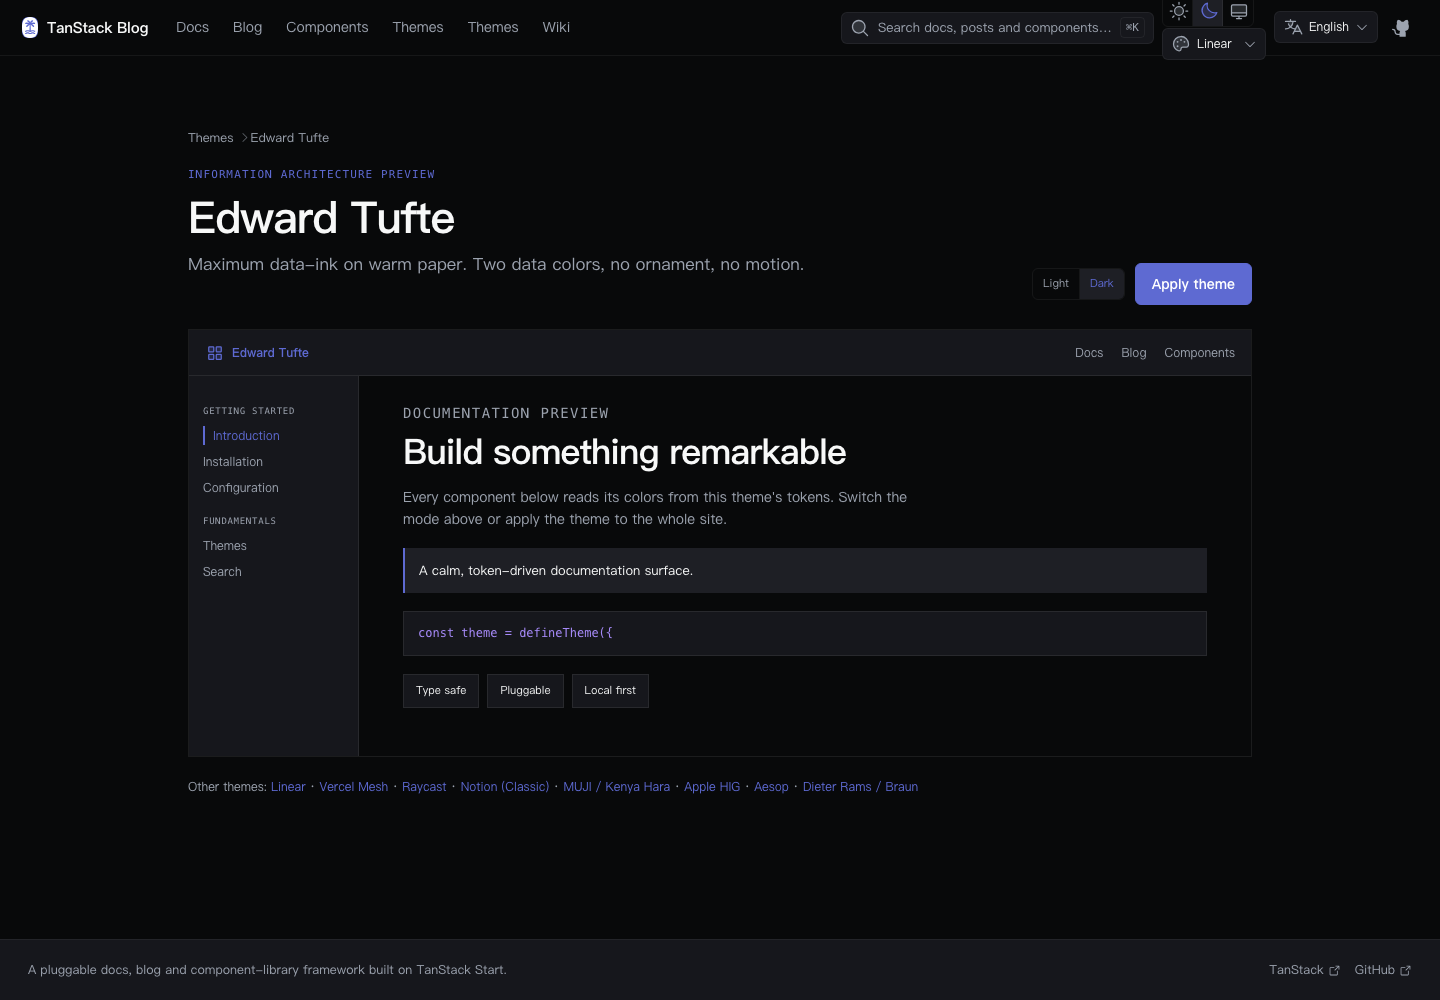 TanStack Blog
Docs
Blog
Components
Themes
Themes
Wiki
Search docs, posts and components...
⌘K
Linear
English
Themes
Edward Tufte
INFORMATION ARCHITECTURE PREVIEW
Edward Tufte
Maximum data-ink on warm paper. Two data colors, no ornament, no motion.
Light
Dark
Apply theme
Edward Tufte
Docs
Blog
Components
GETTING STARTED
Introduction
Installation
Configuration
FUNDAMENTALS
Themes
Search
DOCUMENTATION PREVIEW
Build something remarkable
Every component below reads its colors from this theme's tokens. Switch the
mode above or apply the theme to the whole site.
A calm, token-driven documentation surface.
const theme = defineTheme({
Type safe
Pluggable
Local first
Other themes: Linear · Vercel Mesh · Raycast · Notion (Classic) · MUJI / Kenya Hara · Apple HIG · Aesop · Dieter Rams / Braun
A pluggable docs, blog and component-library framework built on TanStack Start.
TanStack
GitHub